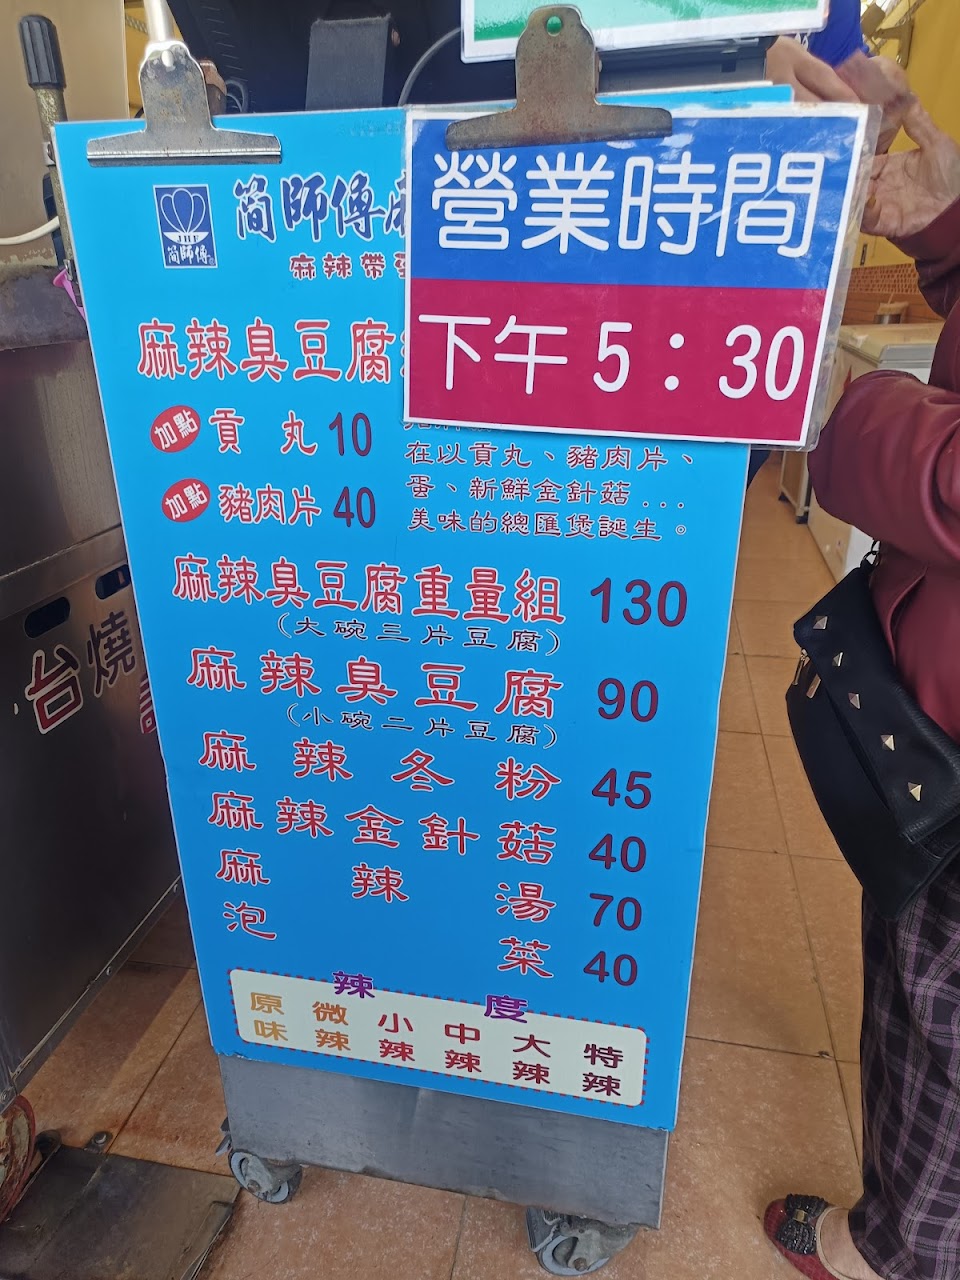 營業時間
下午 5：30
JHF
簡師傅
簡師傅麻
麻辣帶
麻辣臭豆腐
加點 貢丸 10
加點 豬肉片 40
在以貢丸、豬肉片、
蛋、新鮮金針菇...
美味的總匯煲誕生。
麻辣臭豆腐重量組 130
(大碗三片豆腐)
麻辣臭豆腐 90
(小碗二片豆腐)
麻辣冬粉 45
麻辣金針菇 40
麻辣湯 70
泡菜 40
辣度
原味 微辣 小辣 中辣 大辣 特辣
台燒